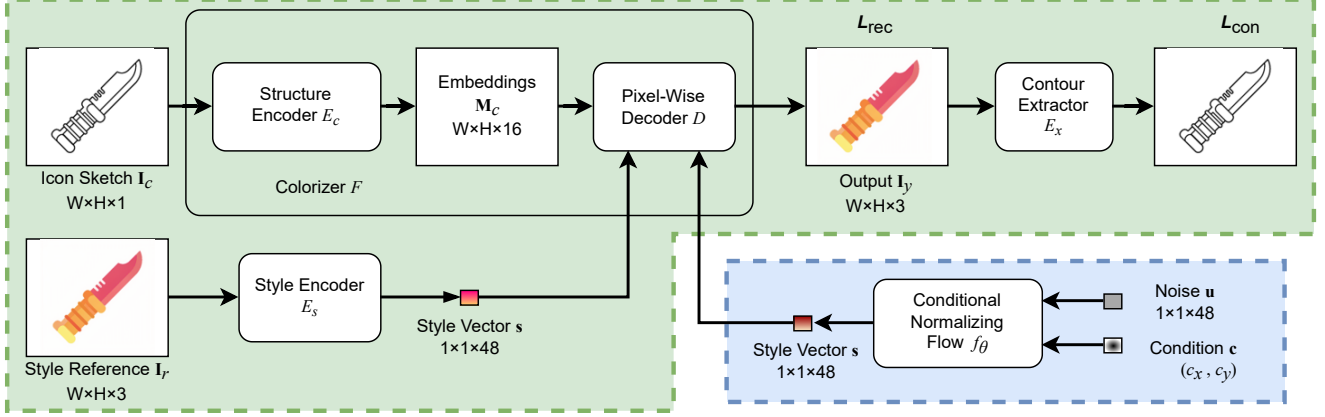 L_rec
L_con
Structure
Encoder E_c
Embeddings
M_c
W×H×16
Pixel-Wise
Decoder D
Contour
Extractor
E_x
Colorizer F
Icon Sketch I_c
W×H×1
Output I_y
W×H×3
Style Encoder
E_s
Style Vector s
1×1×48
Style Reference I_r
W×H×3
Conditional
Normalizing
Flow f_θ
Noise u
1×1×48
Style Vector s
1×1×48
Condition c
(c_x , c_y)